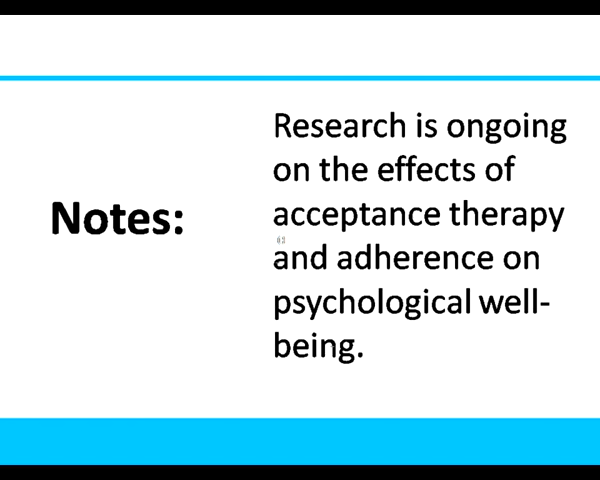 Notes:
Research is ongoing
on the effects of
acceptance therapy
and adherence on
psychological well-
being.